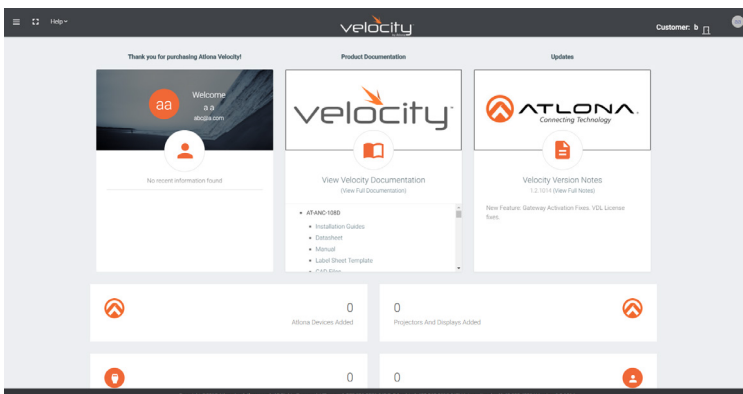 Help
velocity
Customer: b
aa
Thank you for purchasing Atlona Velocity!
Product Documentation
Updates
aa
Welcome
a a
velocity
ATLONA.
Connecting Technology
No recent information found
View Velocity Documentation
(View Full Documentation)
Velocity Version Notes
(View Full Notes)
New Feature: Gateway Activation Fixes. VDL License
fixes.
AT-ANC-108D
Installation Guides
Datasheet
Manual
Label Sheet Template
CAD Files
0
Atlona Devices Added
0
Projectors And Displays Added
0
0